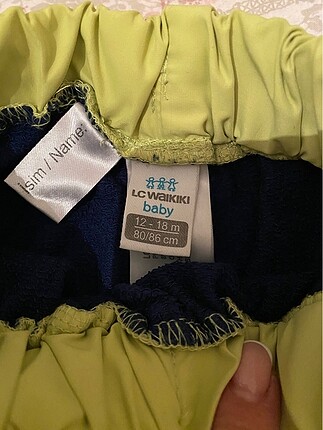 İsim / Name:
LC WAIKIKI
baby
12 - 18 m
80/86 cm